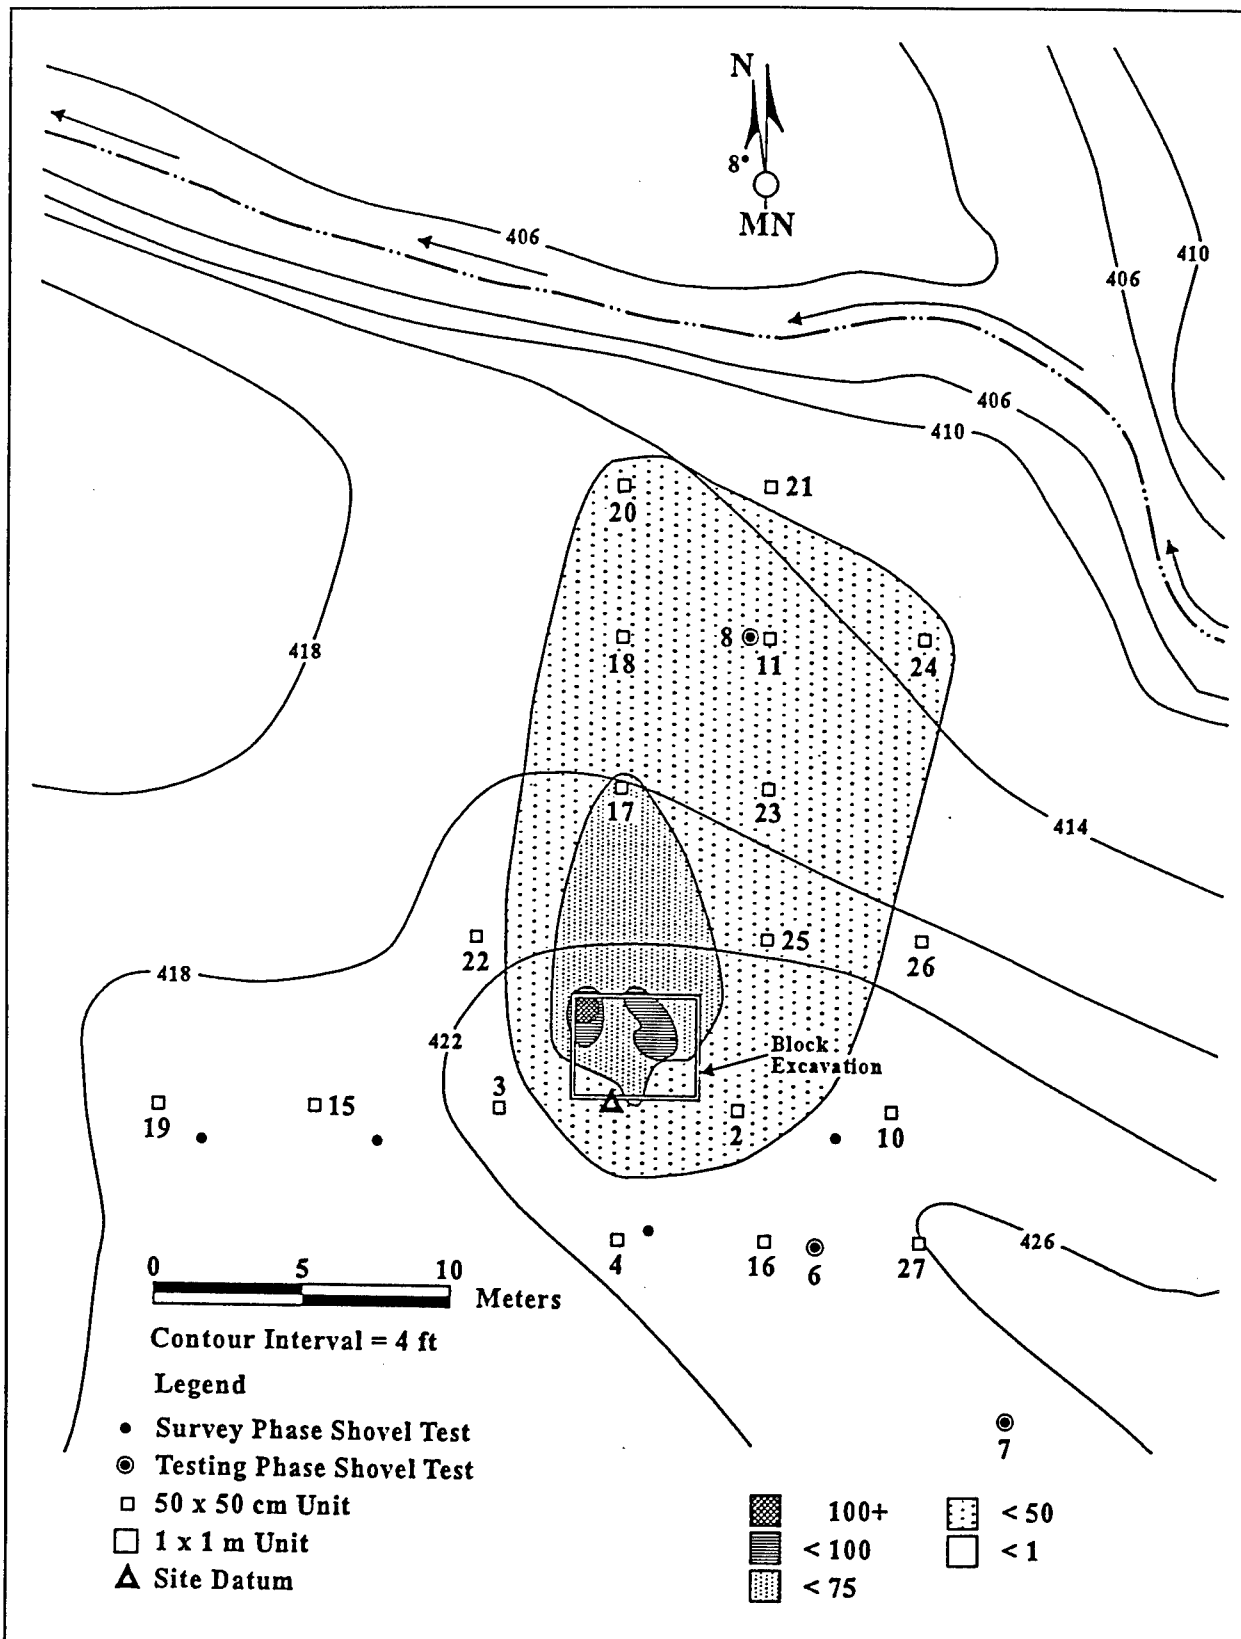 N
8°
MN
406
410
406
406
410
20
21
418
18
8
11
24
17
23
414
22
25
26
418
422
Block
Excavation
3
19
15
2
10
426
4
16
6
27
0 5 10
Meters
Contour Interval = 4 ft
Legend
Survey Phase Shovel Test
Testing Phase Shovel Test
50 x 50 cm Unit
1 x 1 m Unit
Site Datum
7
100+
< 100
< 75
< 50
< 1